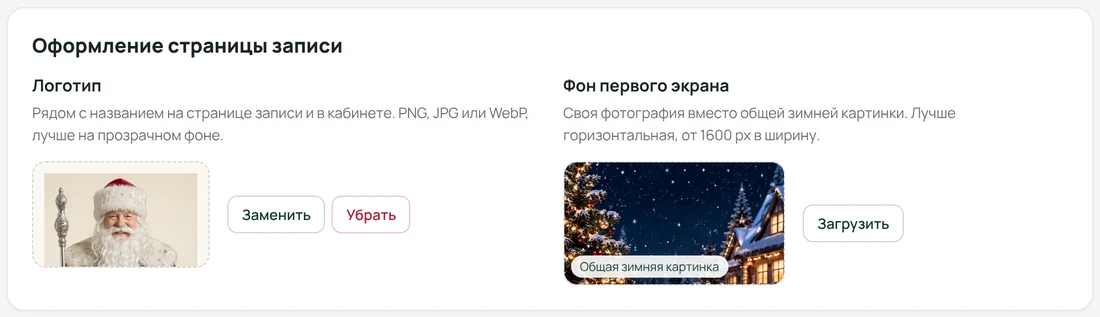 Оформление страницы записи
Логотип
Рядом с названием на странице записи и в кабинете. PNG, JPG или WebP,
лучше на прозрачном фоне.
Заменить
Убрать
Фон первого экрана
Своя фотография вместо общей зимней картинки. Лучше
горизонтальная, от 1600 px в ширину.
Общая зимняя картинка
Загрузить